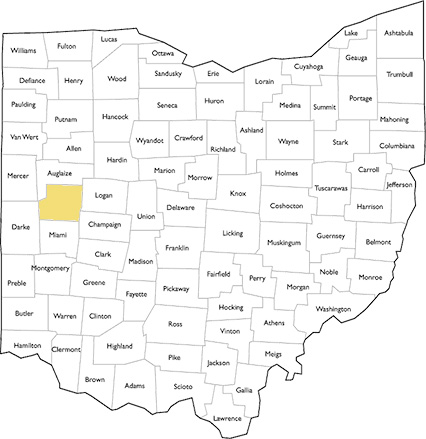 Lucas
Lake
Ashtabula
Williams
Fulton
Ottawa
Cuyahoga
Geauga
Wood
Sandusky
Erie
Lorain
Trumbull
Defiance
Henry
Paulding
Seneca
Huron
Medina
Summit
Portage
Putnam
Hancock
Mahoning
Van Wert
Wyandot
Crawford
Ashland
Wayne
Stark
Columbiana
Allen
Richland
Hardin
Mercer
Auglaize
Marion
Morrow
Holmes
Carroll
Jefferson
Logan
Knox
Tuscarawas
Union
Delaware
Coshocton
Harrison
Darke
Miami
Champaign
Licking
Guernsey
Belmont
Clark
Franklin
Muskingum
Madison
Montgomery
Fairfield
Perry
Noble
Monroe
Preble
Greene
Fayette
Pickaway
Morgan
Hocking
Washington
Butler
Warren
Clinton
Ross
Vinton
Athens
Hamilton
Clermont
Highland
Pike
Jackson
Meigs
Brown
Adams
Scioto
Gallia
Lawrence